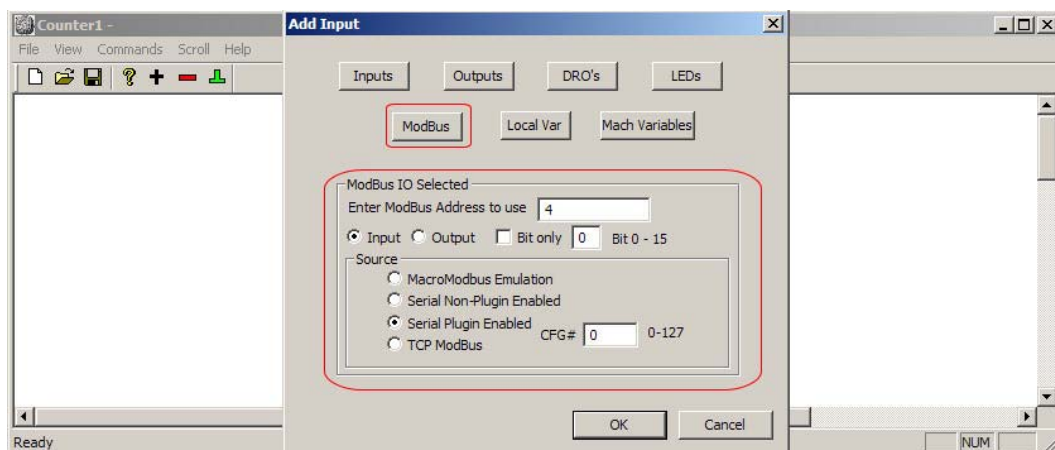 Counter1 -
File View Commands Scroll Help
Add Input
Inputs Outputs DRO's LEDs
ModBus Local Var Mach Variables
ModBus IO Selected
Enter ModBus Address to use 4
Input Output Bit only 0 Bit 0 - 15
Source
MacroModbus Emulation
Serial Non-Plugin Enabled
Serial Plugin Enabled CFG# 0 0-127
TCP ModBus
OK Cancel
Ready NUM